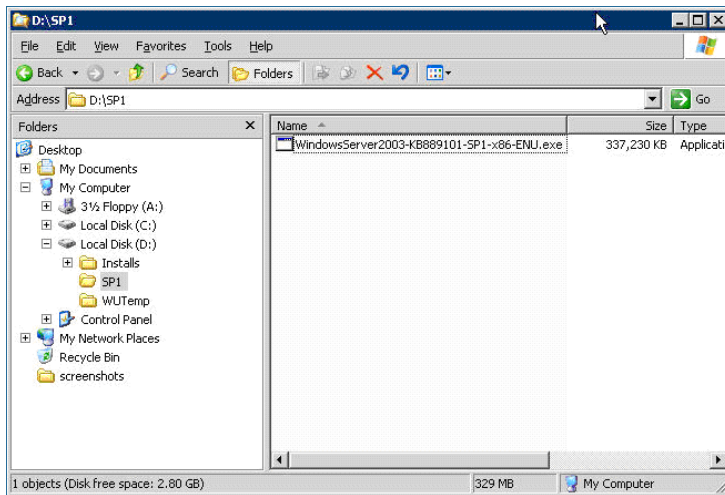 D:\SP1
File Edit View Favorites Tools Help
Back Search Folders
Address D:\SP1 Go
Folders
Desktop
My Documents
My Computer
3½ Floppy (A:)
Local Disk (C:)
Local Disk (D:)
Installs
SP1
WUTemp
Control Panel
My Network Places
Recycle Bin
screenshots
Name Size Type
WindowsServer2003-KB889101-SP1-x86-ENU.exe 337,230 KB Applicati
1 objects (Disk free space: 2.80 GB) 329 MB My Computer